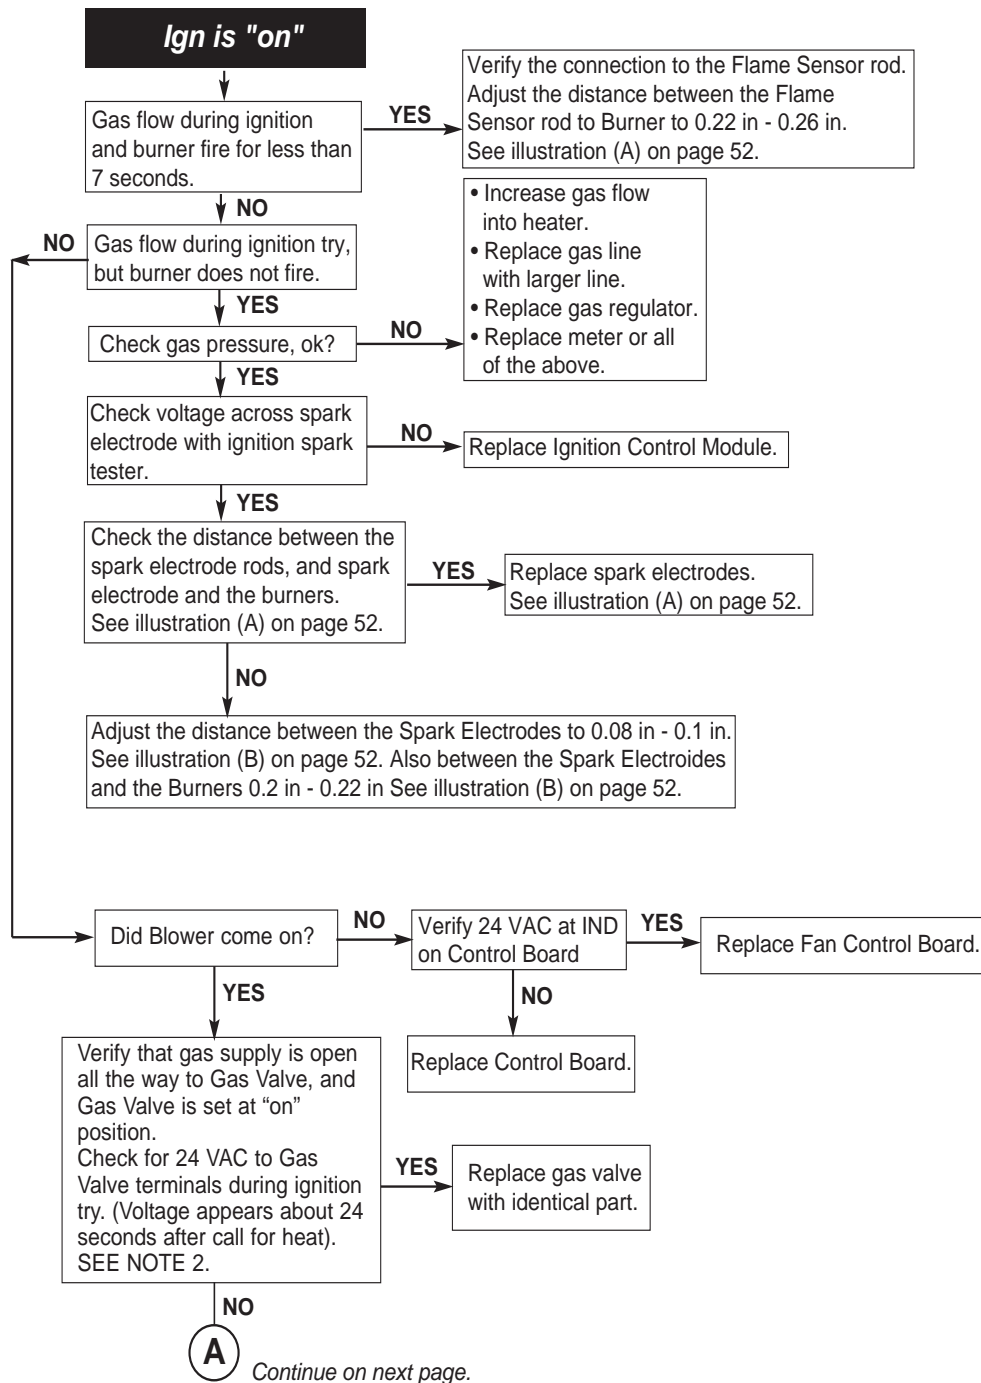 Ign is "on"
Gas flow during ignition
and burner fire for less than
7 seconds.
YES
Verify the connection to the Flame Sensor rod.
Adjust the distance between the Flame
Sensor rod to Burner to 0.22 in - 0.26 in.
See illustration (A) on page 52.
NO
NO
Gas flow during ignition try,
but burner does not fire.
YES
• Increase gas flow
into heater.
• Replace gas line
with larger line.
• Replace gas regulator.
• Replace meter or all
of the above.
Check gas pressure, ok?
NO
YES
Check voltage across spark
electrode with ignition spark
tester.
NO
Replace Ignition Control Module.
YES
Check the distance between the
spark electrode rods, and spark
electrode and the burners.
See illustration (A) on page 52.
YES
Replace spark electrodes.
See illustration (A) on page 52.
NO
Adjust the distance between the Spark Electrodes to 0.08 in - 0.1 in.
See illustration (B) on page 52. Also between the Spark Electroides
and the Burners 0.2 in - 0.22 in See illustration (B) on page 52.
Did Blower come on?
NO
Verify 24 VAC at IND
on Control Board
YES
Replace Fan Control Board.
YES
NO
Replace Control Board.
Verify that gas supply is open
all the way to Gas Valve, and
Gas Valve is set at “on”
position.
Check for 24 VAC to Gas
Valve terminals during ignition
try. (Voltage appears about 24
seconds after call for heat).
SEE NOTE 2.
YES
Replace gas valve
with identical part.
NO
A
Continue on next page.